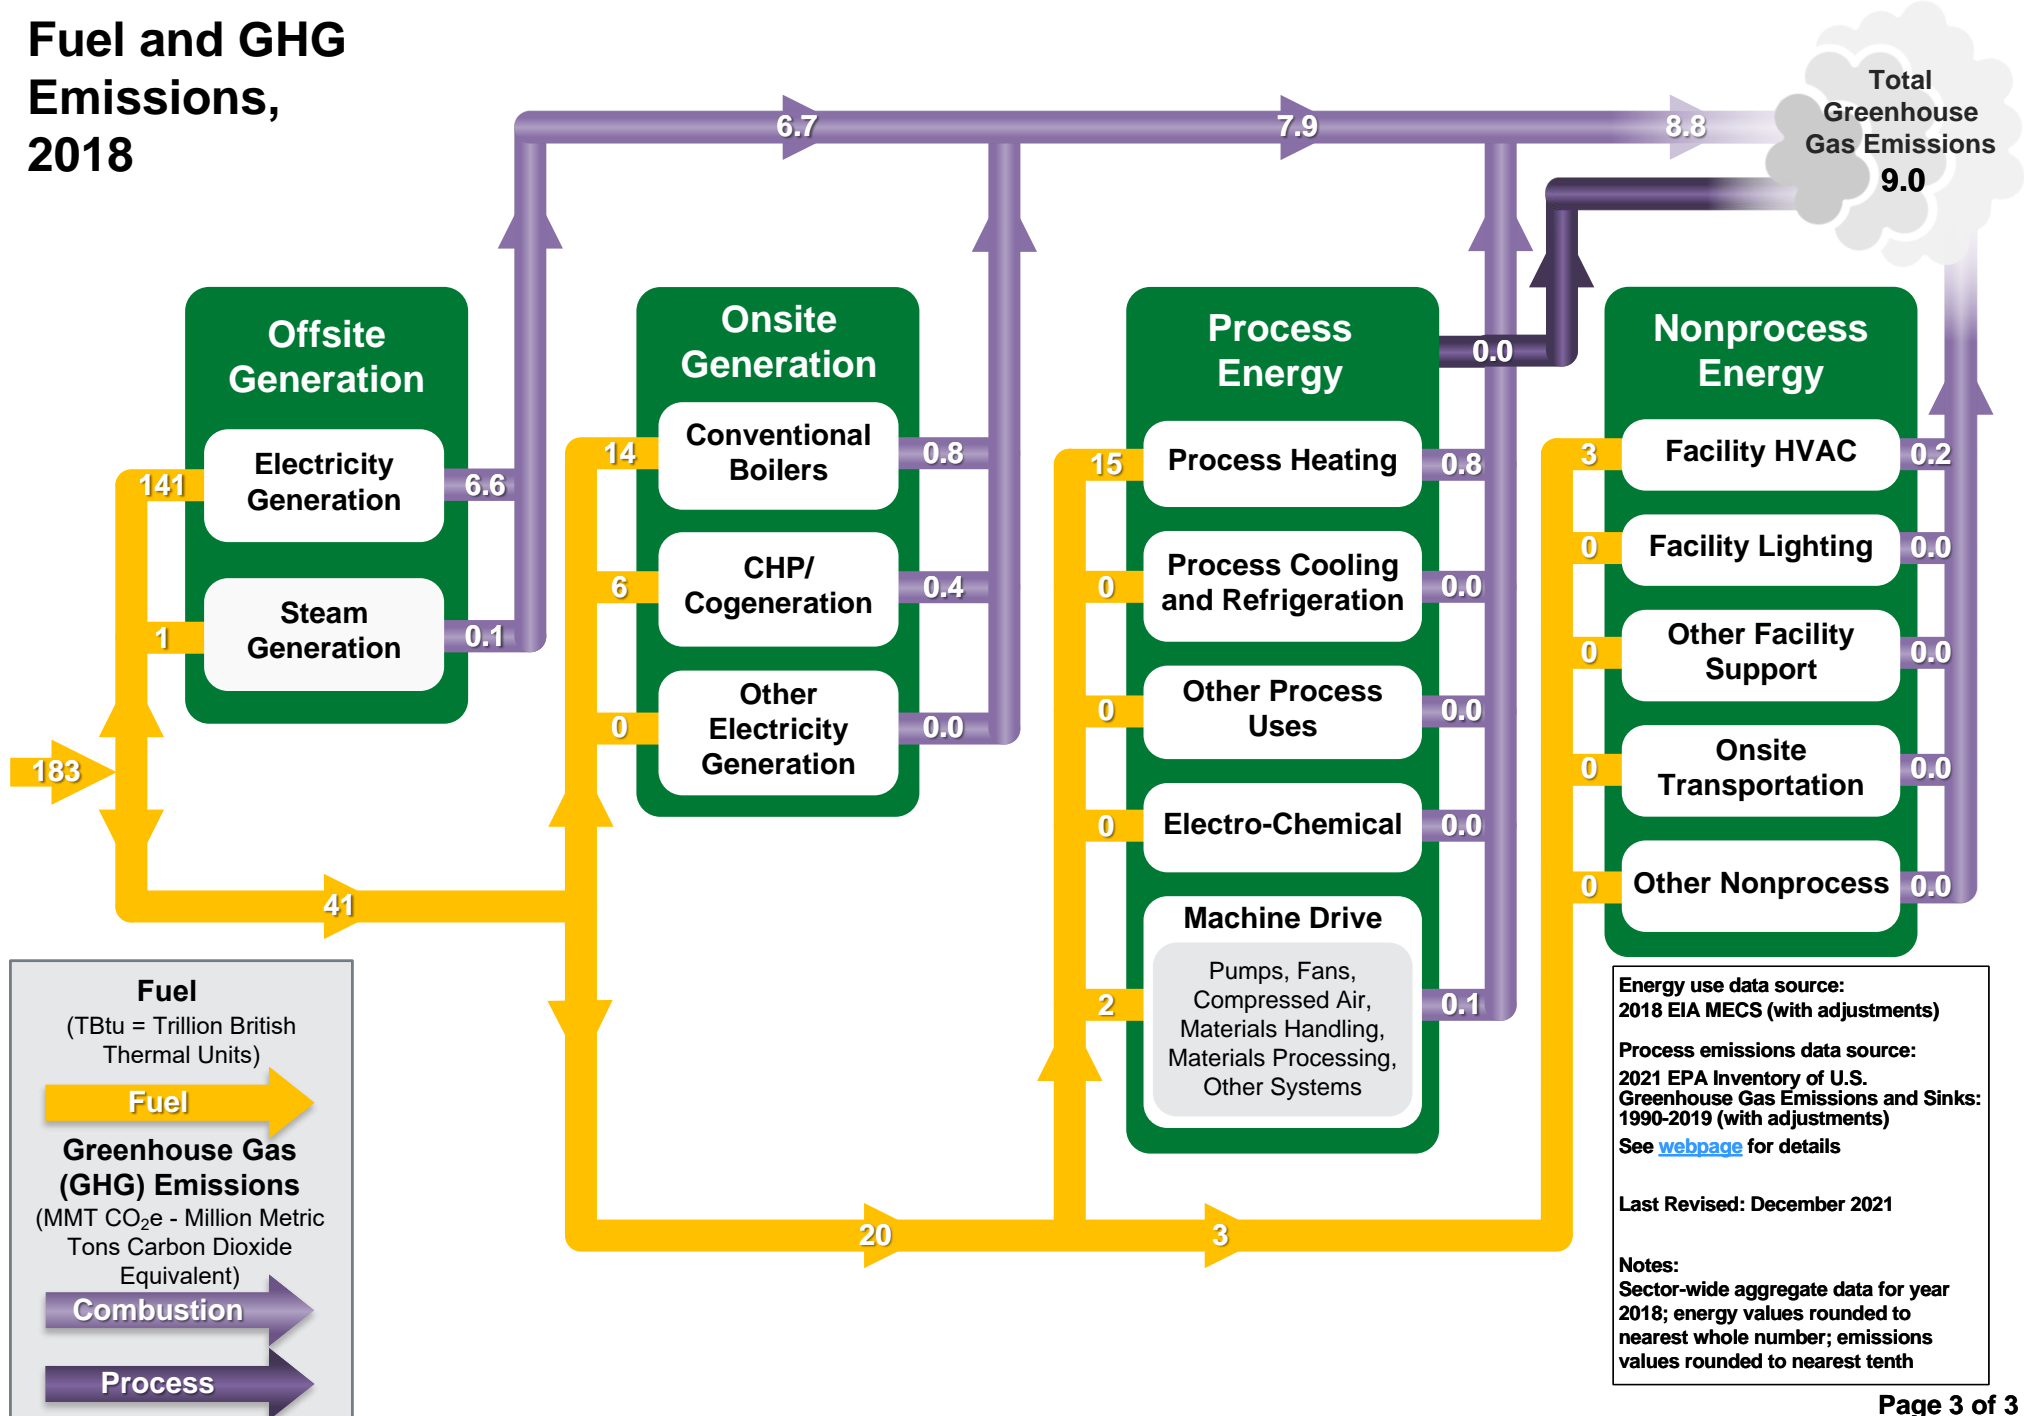 Fuel and GHG
Emissions,
2018
6.7
7.9
8.8
Total
Greenhouse
Gas Emissions
9.0
Offsite
Generation
141
Electricity
Generation
6.6
1
Steam
Generation
0.1
183
41
Onsite
Generation
14
Conventional
Boilers
0.8
6
CHP/
Cogeneration
0.4
0
Other
Electricity
Generation
0.0
Process
Energy
0.0
15
Process Heating
0.8
0
Process Cooling
and Refrigeration
0.0
0
Other Process
Uses
0.0
0
Electro-Chemical
0.0
Machine Drive
2
Pumps, Fans,
Compressed Air,
Materials Handling,
Materials Processing,
Other Systems
0.1
20
3
Nonprocess
Energy
3
Facility HVAC
0.2
0
Facility Lighting
0.0
0
Other Facility
Support
0.0
0
Onsite
Transportation
0.0
0
Other Nonprocess
0.0
Fuel
(TBtu = Trillion British
Thermal Units)
Fuel
Greenhouse Gas
(GHG) Emissions
(MMT CO₂e - Million Metric
Tons Carbon Dioxide
Equivalent)
Combustion
Process
Energy use data source:
2018 EIA MECS (with adjustments)
Process emissions data source:
2021 EPA Inventory of U.S.
Greenhouse Gas Emissions and Sinks:
1990-2019 (with adjustments)
See webpage for details
Last Revised: December 2021
Notes:
Sector-wide aggregate data for year
2018; energy values rounded to
nearest whole number; emissions
values rounded to nearest tenth
Page 3 of 3